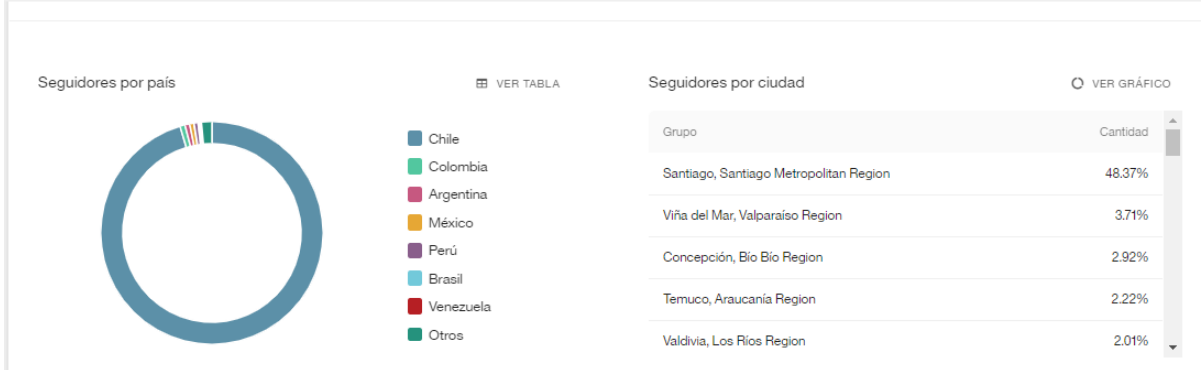 Seguidores por país
VER TABLA
Chile
Colombia
Argentina
México
Perú
Brasil
Venezuela
Otros
Seguidores por ciudad
VER GRÁFICO
Grupo Cantidad
Santiago, Santiago Metropolitan Region 48.37%
Viña del Mar, Valparaíso Region 3.71%
Concepción, Bío Bío Region 2.92%
Temuco, Araucanía Region 2.22%
Valdivia, Los Ríos Region 2.01%